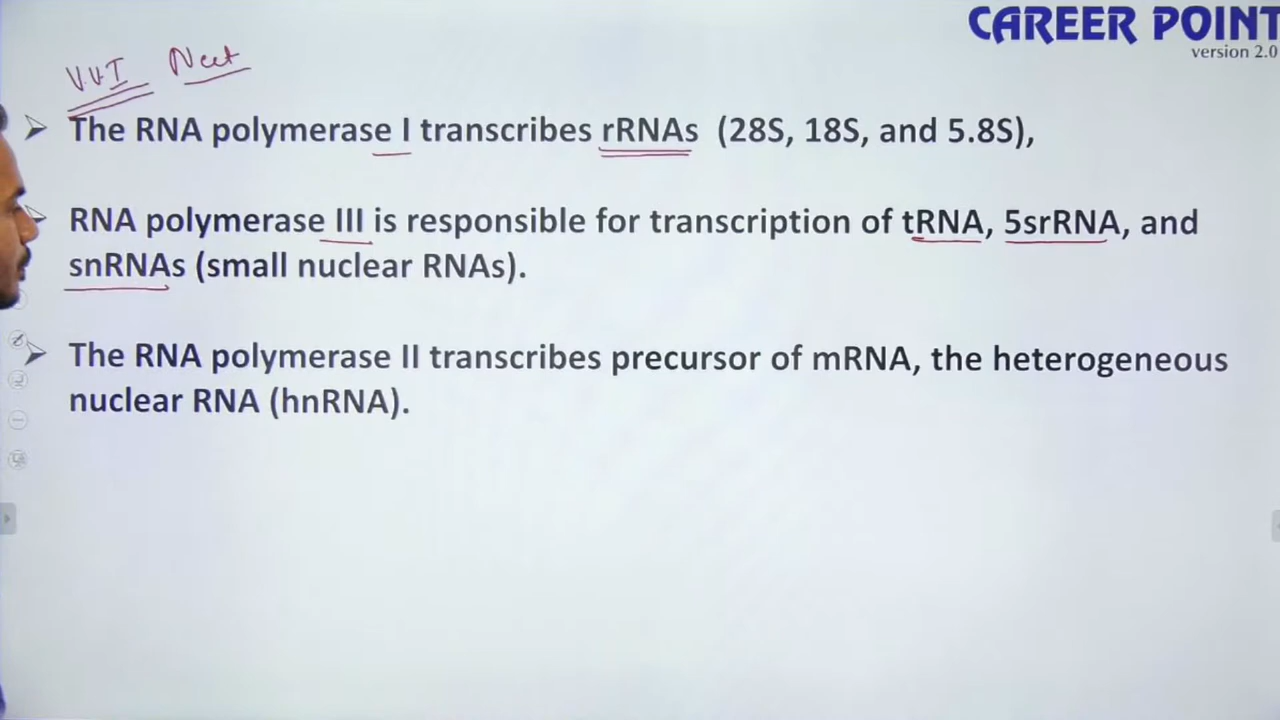 CAREER POINT
version 2.0
V.V.I Neet
The RNA polymerase I transcribes rRNAs (28S, 18S, and 5.8S),
RNA polymerase III is responsible for transcription of tRNA, 5srRNA, and
snRNAs (small nuclear RNAs).
The RNA polymerase II transcribes precursor of mRNA, the heterogeneous
nuclear RNA (hnRNA).